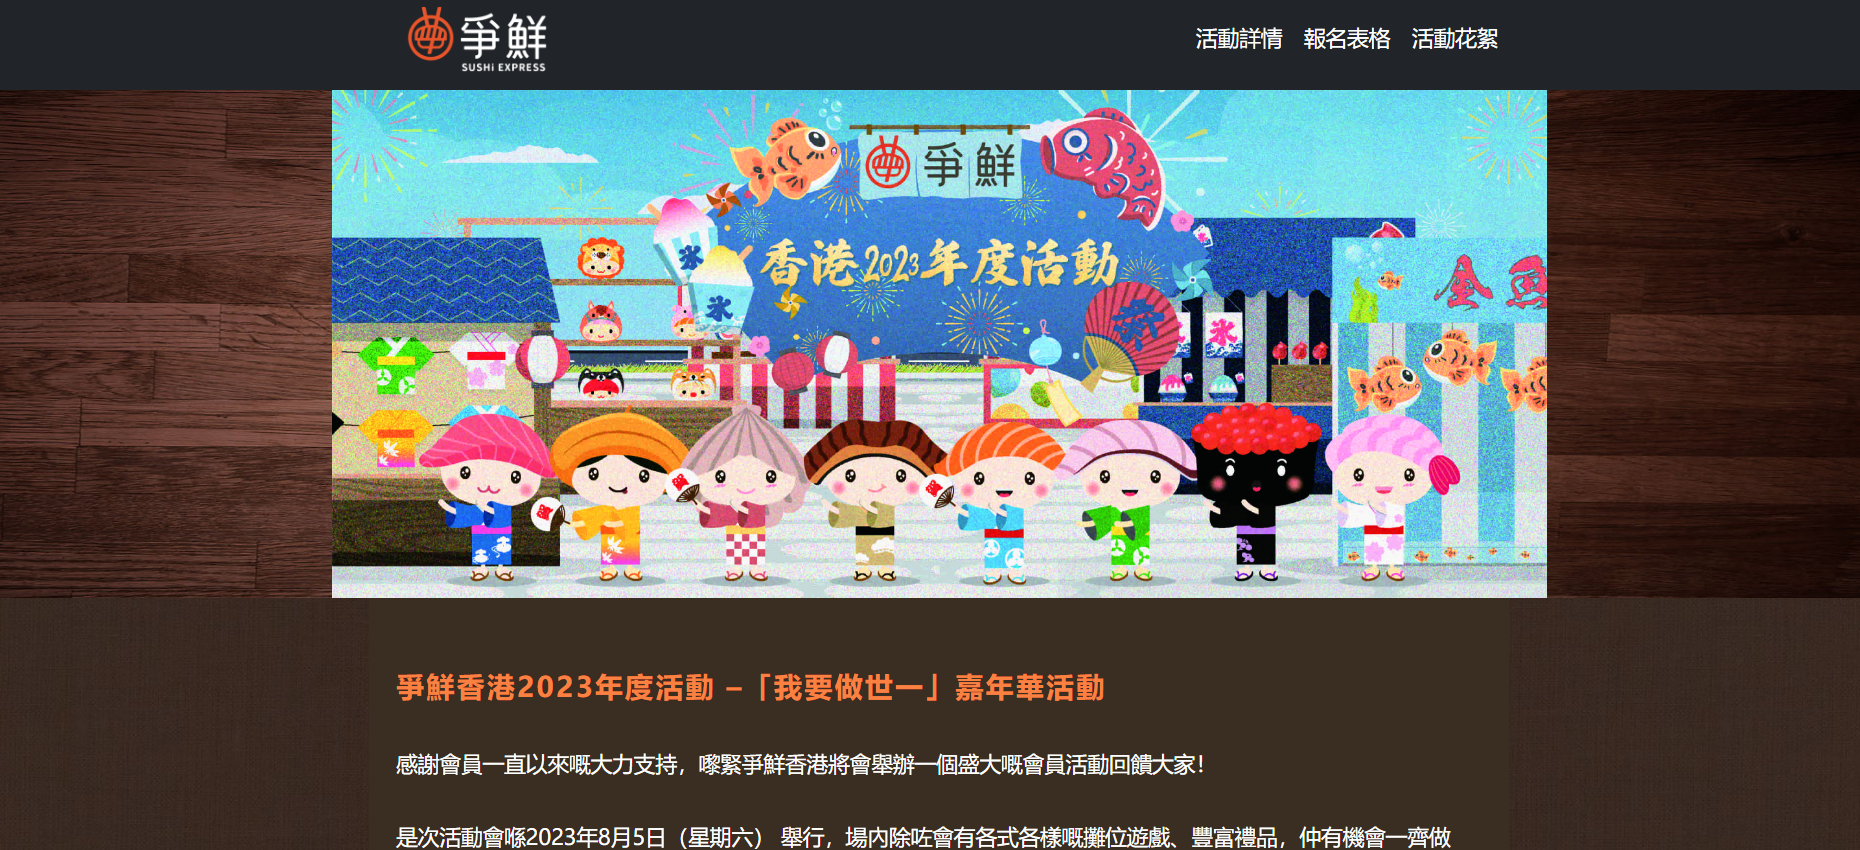 爭鮮
SUSHi EXPRESS
活動詳情 報名表格 活動花絮
爭鮮
香港2023年度活動
氷
氷
氷
金魚
爭鮮香港2023年度活動 –「我要做世一」嘉年華活動
感謝會員一直以來嘅大力支持，嚟緊爭鮮香港將會舉辦一個盛大嘅會員活動回饋大家！
是次活動會喺2023年8月5日（星期六） 舉行，場內除咗會有各式各樣嘅攤位遊戲、豐富禮品，仲有機會一齊做